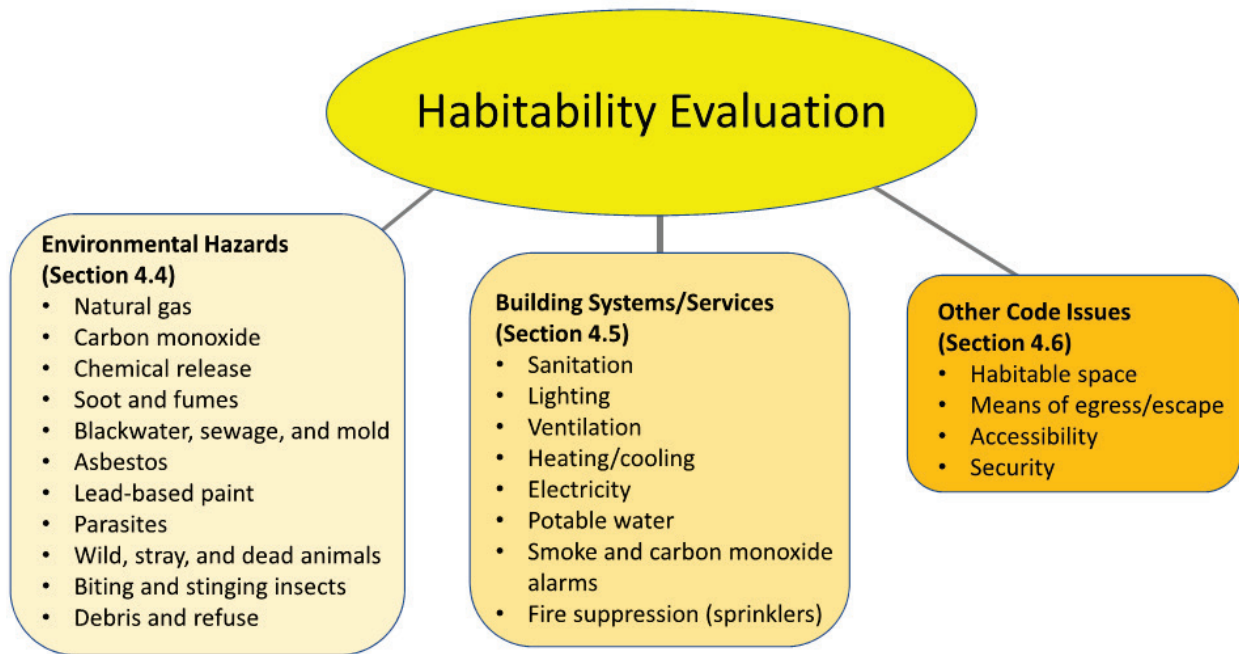 Habitability Evaluation
Environmental Hazards
(Section 4.4)
• Natural gas
• Carbon monoxide
• Chemical release
• Soot and fumes
• Blackwater, sewage, and mold
• Asbestos
• Lead-based paint
• Parasites
• Wild, stray, and dead animals
• Biting and stinging insects
• Debris and refuse
Building Systems/Services
(Section 4.5)
• Sanitation
• Lighting
• Ventilation
• Heating/cooling
• Electricity
• Potable water
• Smoke and carbon monoxide
alarms
• Fire suppression (sprinklers)
Other Code Issues
(Section 4.6)
• Habitable space
• Means of egress/escape
• Accessibility
• Security